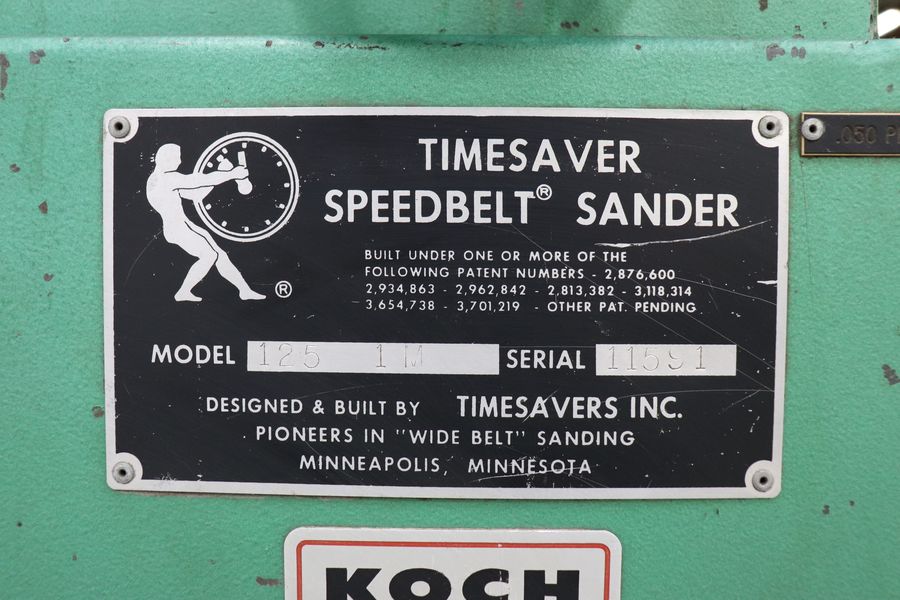 TIMESAVER
SPEEDBELT® SANDER
BUILT UNDER ONE OR MORE OF THE
FOLLOWING PATENT NUMBERS - 2,876,600
2,934,863 - 2,962,842 - 2,813,382 - 3,118,314
3,654,738 - 3,701,219 - OTHER PAT. PENDING
®
MODEL 125 1M SERIAL 11591
DESIGNED & BUILT BY TIMESAVERS INC.
PIONEERS IN "WIDE BELT" SANDING
MINNEAPOLIS, MINNESOTA
.050
KOCH